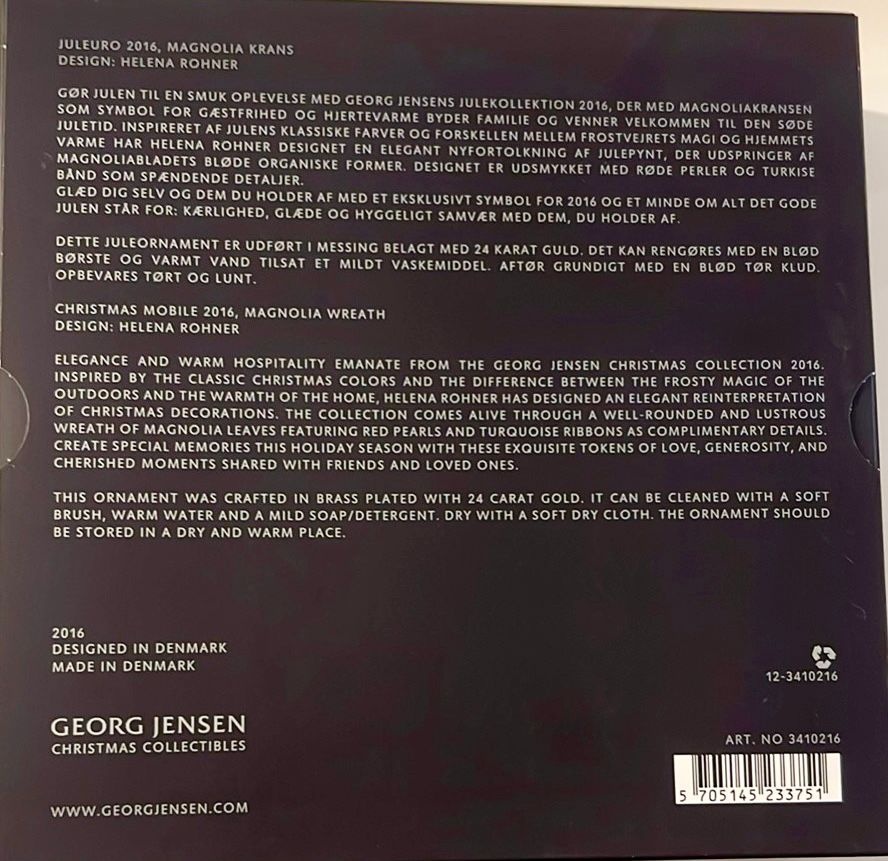 JULEURO 2016, MAGNOLIA KRANS
DESIGN: HELENA ROHNER
GØR JULEN TIL EN SMUK OPLEVELSE MED GEORG JENSENS JULEKOLLEKTION 2016, DER MED MAGNOLIAKRANSEN
SOM SYMBOL FOR GÆSTFRIHED OG HJERTEVARME BYDER FAMILIE OG VENNER VELKOMMEN TIL DEN SØDE
JULETID. INSPIRERET AF JULENS KLASSISKE FARVER OG FORSKELLEN MELLEM FROSTVEJRETS MAGI OG HJEMMETS
VARME HAR HELENA ROHNER DESIGNET EN ELEGANT NYFORTOLKNING AF JULEPYNT, DER UDSPRINGER AF
MAGNOLIABLADETS BLØDE ORGANISKE FORMER. DESIGNET ER UDSMYKKET MED RØDE PERLER OG TURKISE
BÅND SOM SPÆNDENDE DETALJER.
GLÆD DIG SELV OG DEM DU HOLDER AF MED ET EKSKLUSIVT SYMBOL FOR 2016 OG ET MINDE OM ALT DET GODE
JULEN STÅR FOR: KÆRLIGHED, GLÆDE OG HYGGELIGT SAMVÆR MED DEM, DU HOLDER AF.
DETTE JULEORNAMENT ER UDFØRT I MESSING BELAGT MED 24 KARAT GULD. DET KAN RENGØRES MED EN BLØD
BØRSTE OG VARMT VAND TILSAT ET MILDT VASKEMIDDEL. AFTØR GRUNDIGT MED EN BLØD TØR KLUD.
OPBEVARES TØRT OG LUNT.
CHRISTMAS MOBILE 2016, MAGNOLIA WREATH
DESIGN: HELENA ROHNER
ELEGANCE AND WARM HOSPITALITY EMANATE FROM THE GEORG JENSEN CHRISTMAS COLLECTION 2016.
INSPIRED BY THE CLASSIC CHRISTMAS COLORS AND THE DIFFERENCE BETWEEN THE FROSTY MAGIC OF THE
OUTDOORS AND THE WARMTH OF THE HOME, HELENA ROHNER HAS DESIGNED AN ELEGANT REINTERPRETATION
OF CHRISTMAS DECORATIONS. THE COLLECTION COMES ALIVE THROUGH A WELL-ROUNDED AND LUSTROUS
WREATH OF MAGNOLIA LEAVES FEATURING RED PEARLS AND TURQUOISE RIBBONS AS COMPLIMENTARY DETAILS.
CREATE SPECIAL MEMORIES THIS HOLIDAY SEASON WITH THESE EXQUISITE TOKENS OF LOVE, GENEROSITY, AND
CHERISHED MOMENTS SHARED WITH FRIENDS AND LOVED ONES.
THIS ORNAMENT WAS CRAFTED IN BRASS PLATED WITH 24 CARAT GOLD. IT CAN BE CLEANED WITH A SOFT
BRUSH, WARM WATER AND A MILD SOAP/DETERGENT. DRY WITH A SOFT DRY CLOTH. THE ORNAMENT SHOULD
BE STORED IN A DRY AND WARM PLACE.
2016
DESIGNED IN DENMARK
MADE IN DENMARK
12-3410216
GEORG JENSEN
CHRISTMAS COLLECTIBLES
ART. NO 3410216
5 705145 233751
WWW.GEORGJENSEN.COM